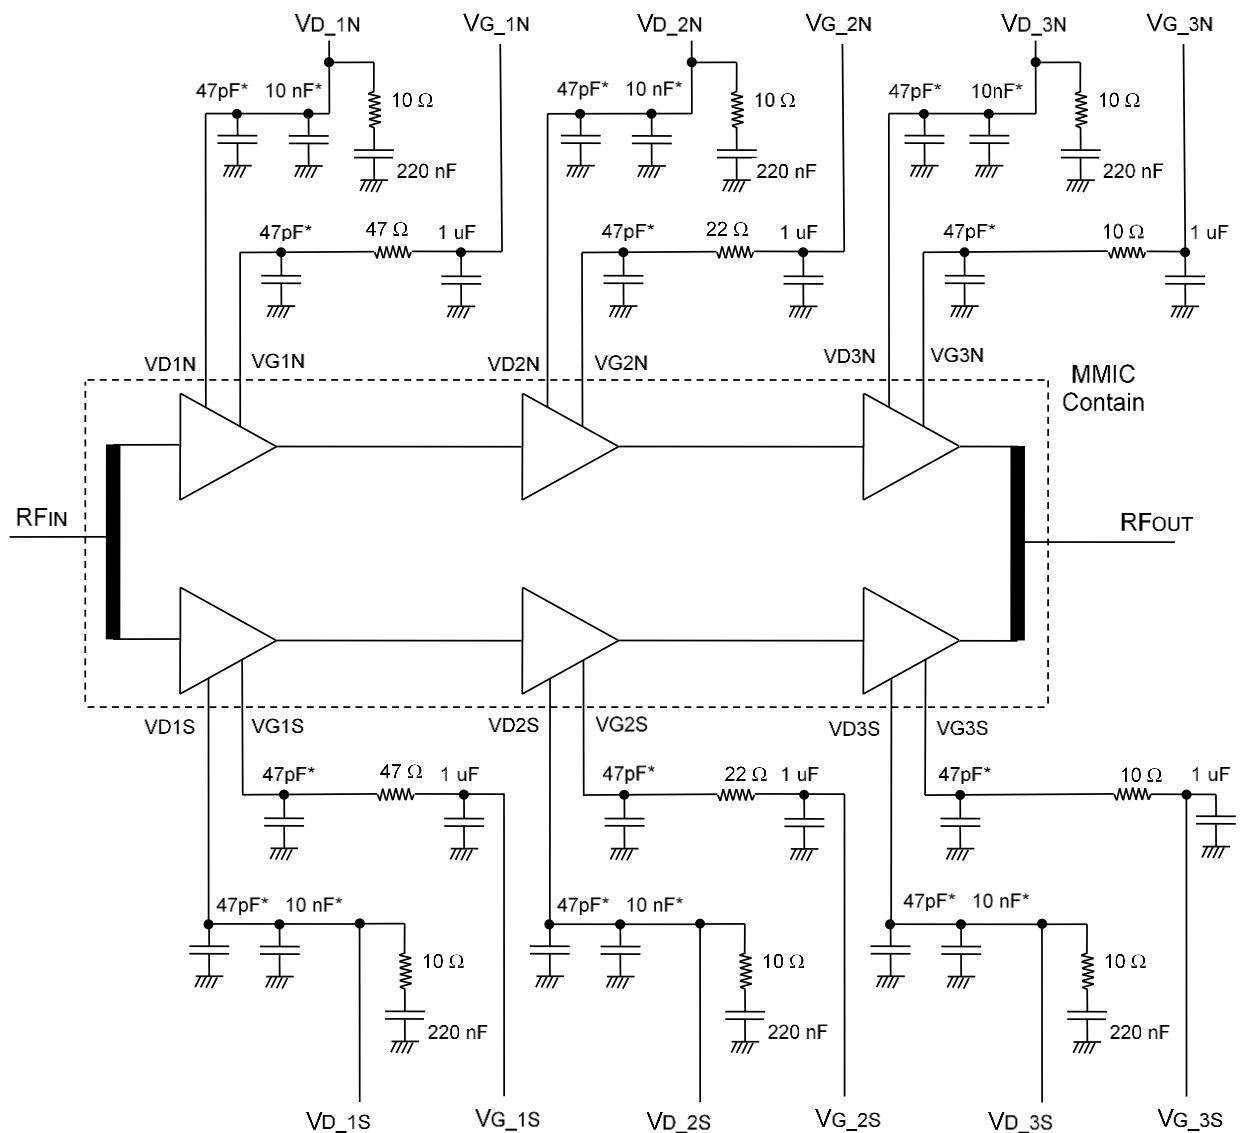 VD_1N
VG_1N
VD_2N
VG_2N
VD_3N
VG_3N
47pF*
10 nF*
10 Ω
220 nF
47pF*
10 nF*
10 Ω
220 nF
47pF*
10nF*
10 Ω
220 nF
47pF*
47 Ω
1 uF
47pF*
22 Ω
1 uF
47pF*
10 Ω
1 uF
VD1N
VG1N
VD2N
VG2N
VD3N
VG3N
MMIC
Contain
RFIN
RFOUT
VD1S
VG1S
VD2S
VG2S
VD3S
VG3S
47pF*
47 Ω
1 uF
47pF*
22 Ω
1 uF
47pF*
10 Ω
1 uF
47pF*
10 nF*
10 Ω
220 nF
47pF*
10 nF*
10 Ω
220 nF
47pF*
10 nF*
10 Ω
220 nF
VD_1S
VG_1S
VD_2S
VG_2S
VD_3S
VG_3S